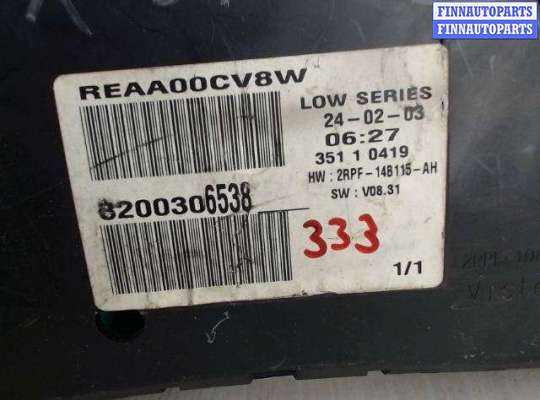 FINNAUTOPARTS
FINNAUTOPARTS
REAA00CV8W
LOW SERIES
24-02-03
06:27
351 1 0419
HW : 2RPF-14B115-AH
SW : V08.31
8200306538
333
1/1